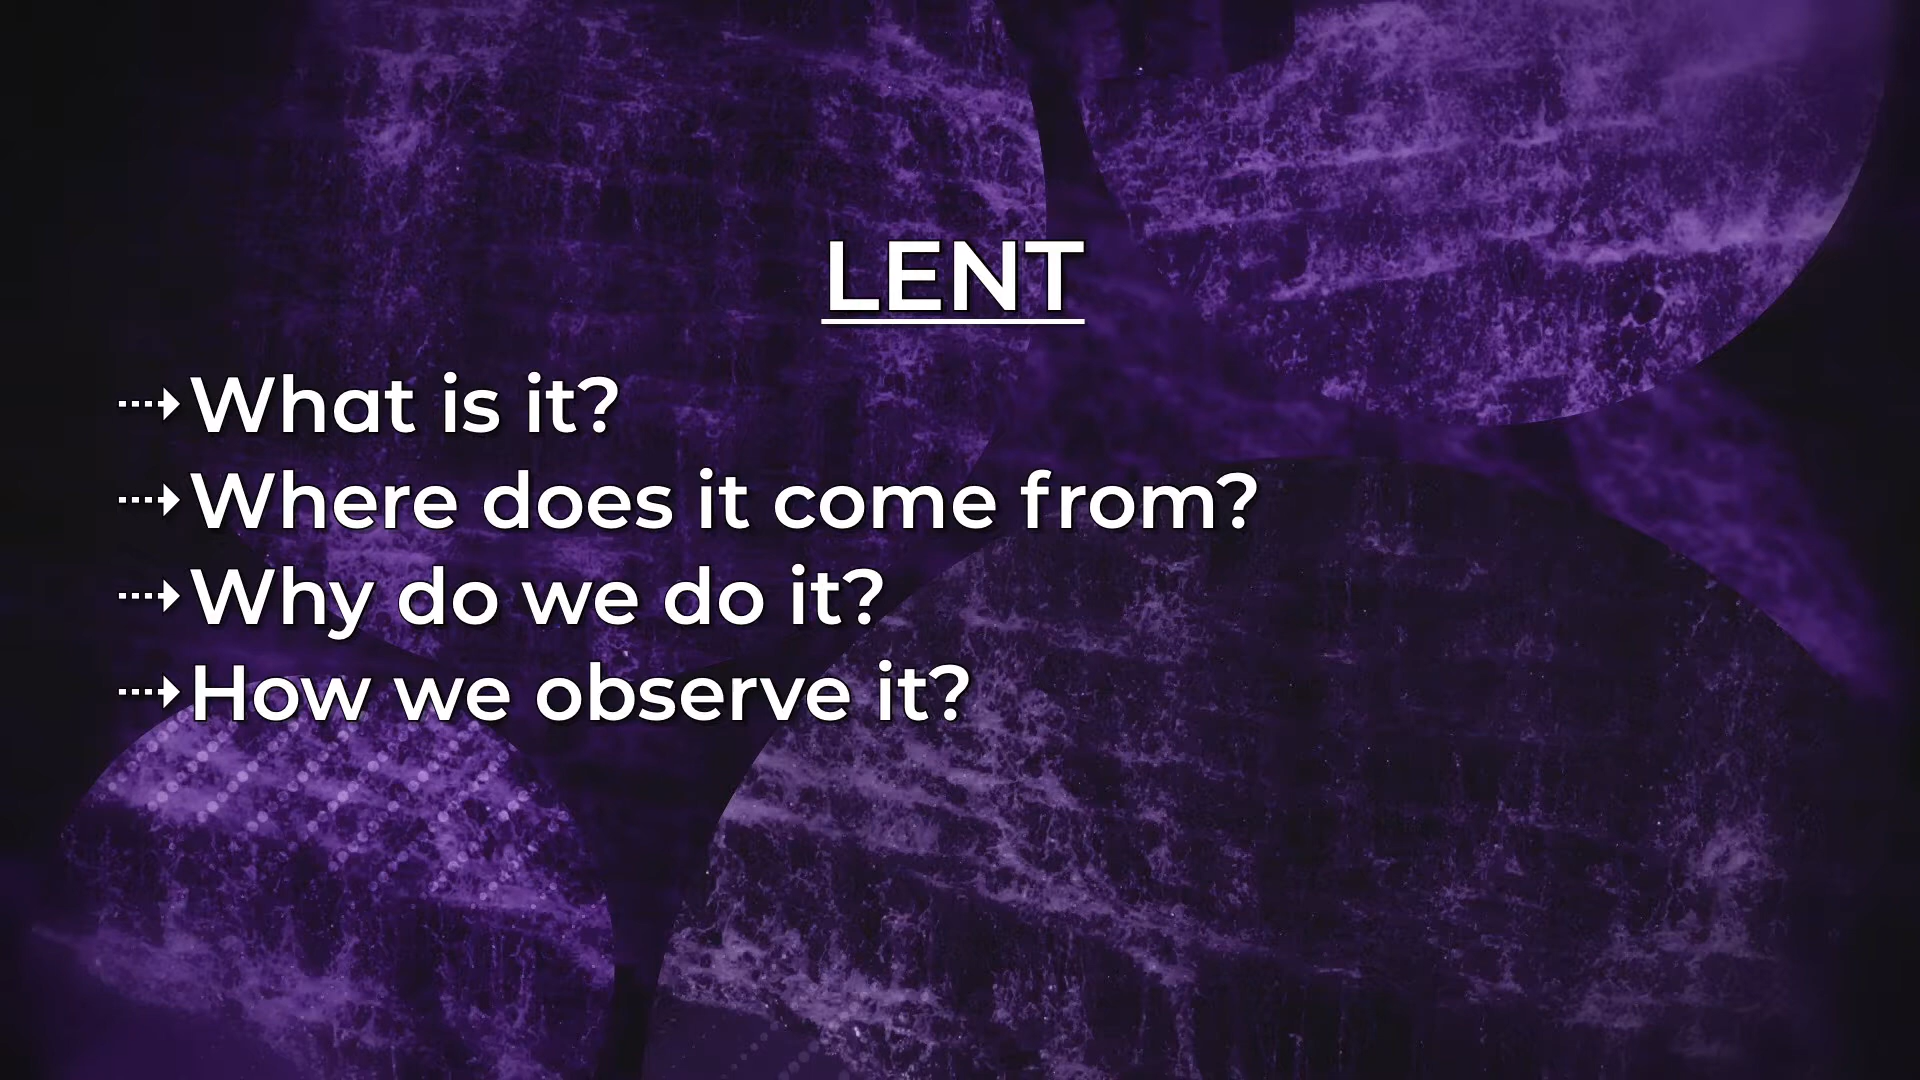 LENT
⤑What is it?
⤑Where does it come from?
⤑Why do we do it?
⤑How we observe it?